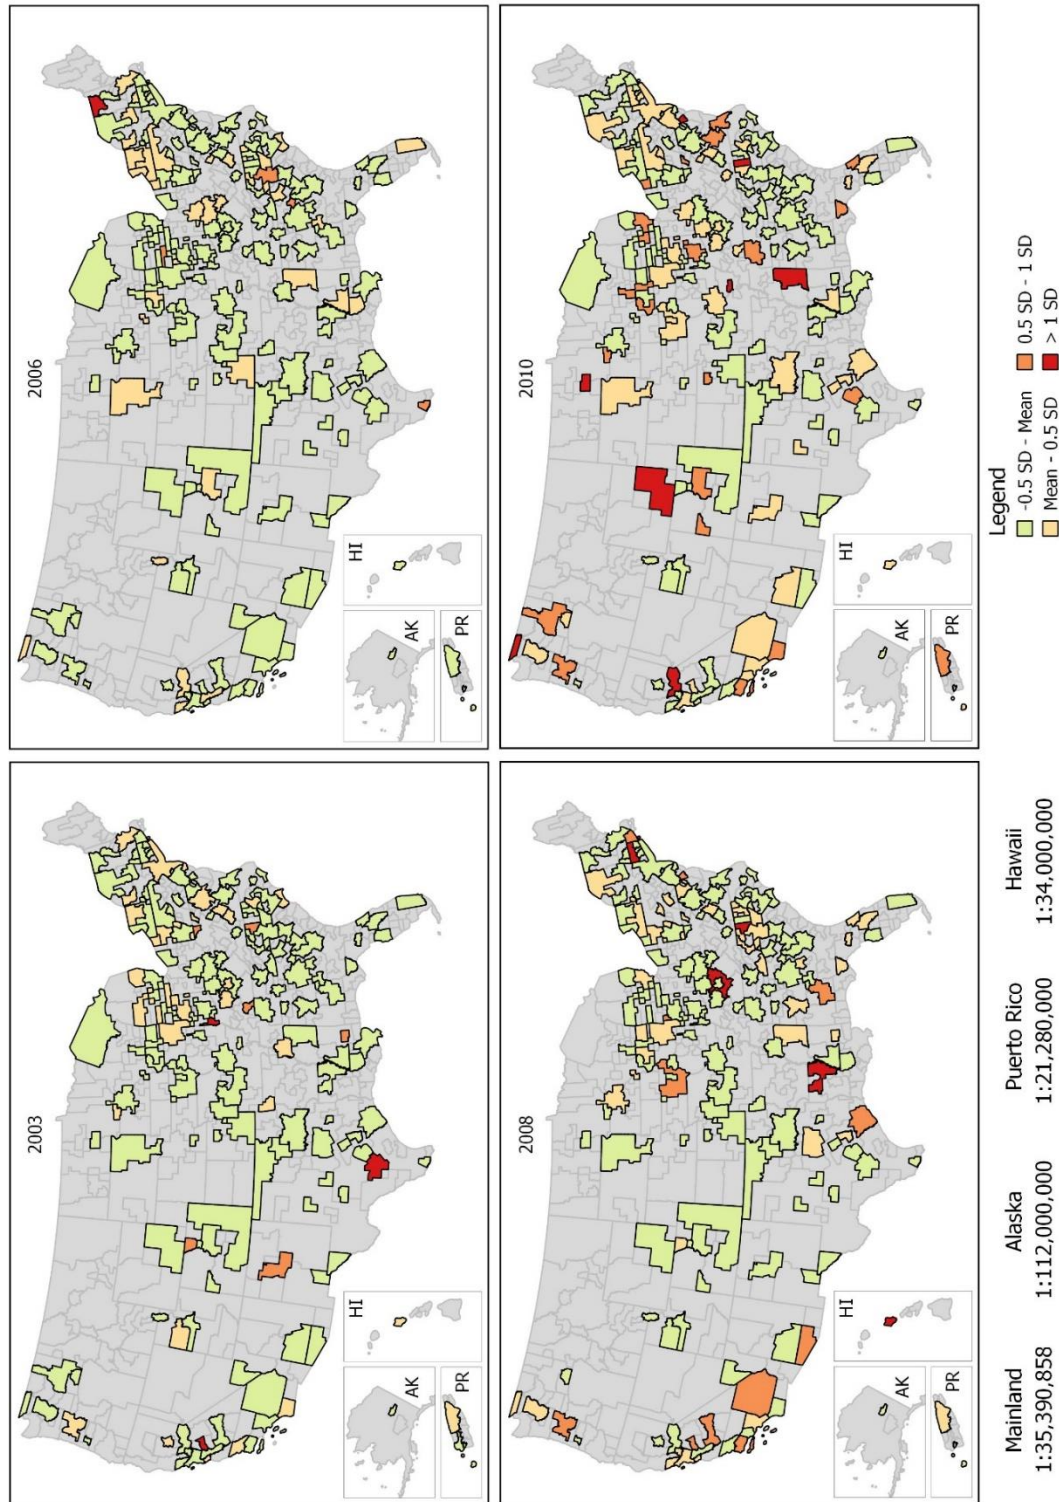 2003
HI
AK
PR
2006
HI
AK
PR
2008
HI
AK
PR
2010
HI
AK
PR
Mainland
1:35,390,858
Alaska
1:112,000,000
Puerto Rico
1:21,280,000
Hawaii
1:34,000,000
Legend
-0.5 SD - Mean
Mean - 0.5 SD
0.5 SD - 1 SD
> 1 SD